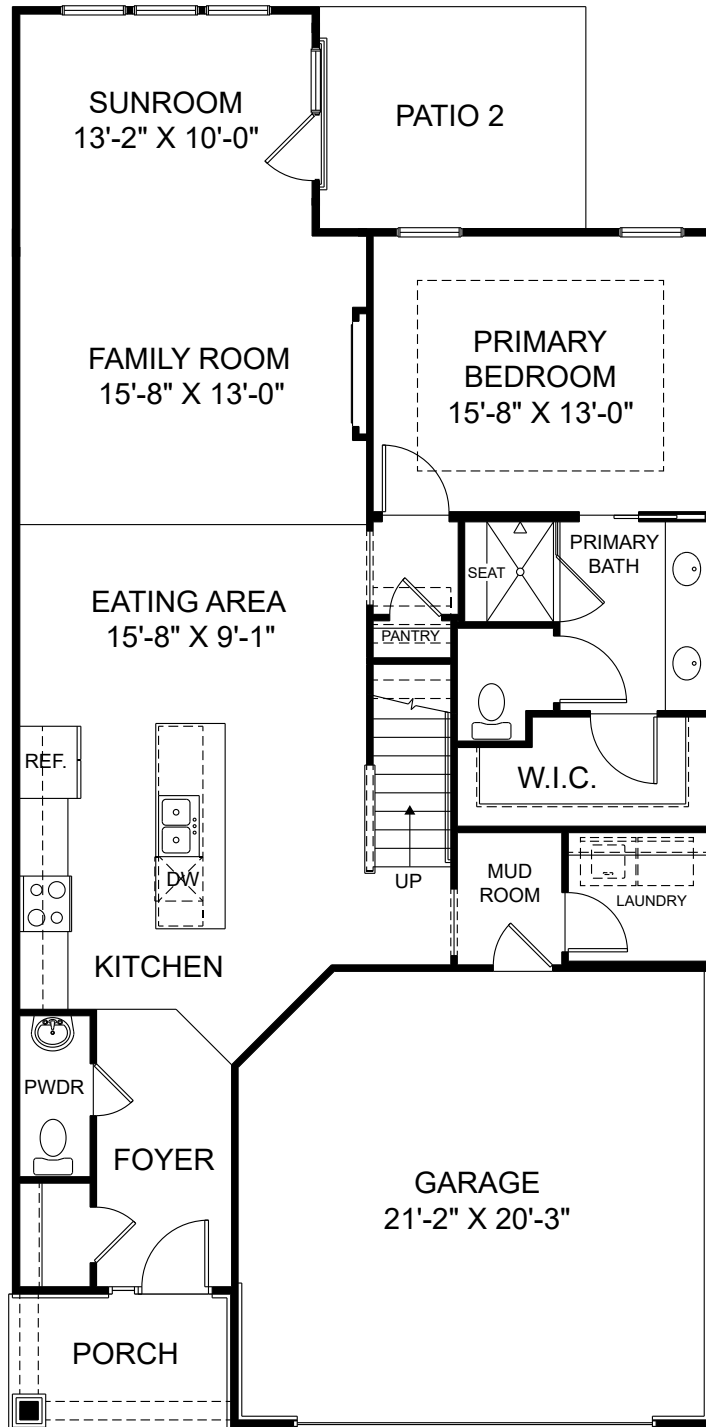 SUNROOM
13'-2" X 10'-0"
PATIO 2
FAMILY ROOM
15'-8" X 13'-0"
PRIMARY
BEDROOM
15'-8" X 13'-0"
EATING AREA
15'-8" X 9'-1"
PANTRY
SEAT
PRIMARY
BATH
REF.
DW
W.I.C.
UP
MUD
ROOM
LAUNDRY
KITCHEN
PWDR
FOYER
GARAGE
21'-2" X 20'-3"
PORCH